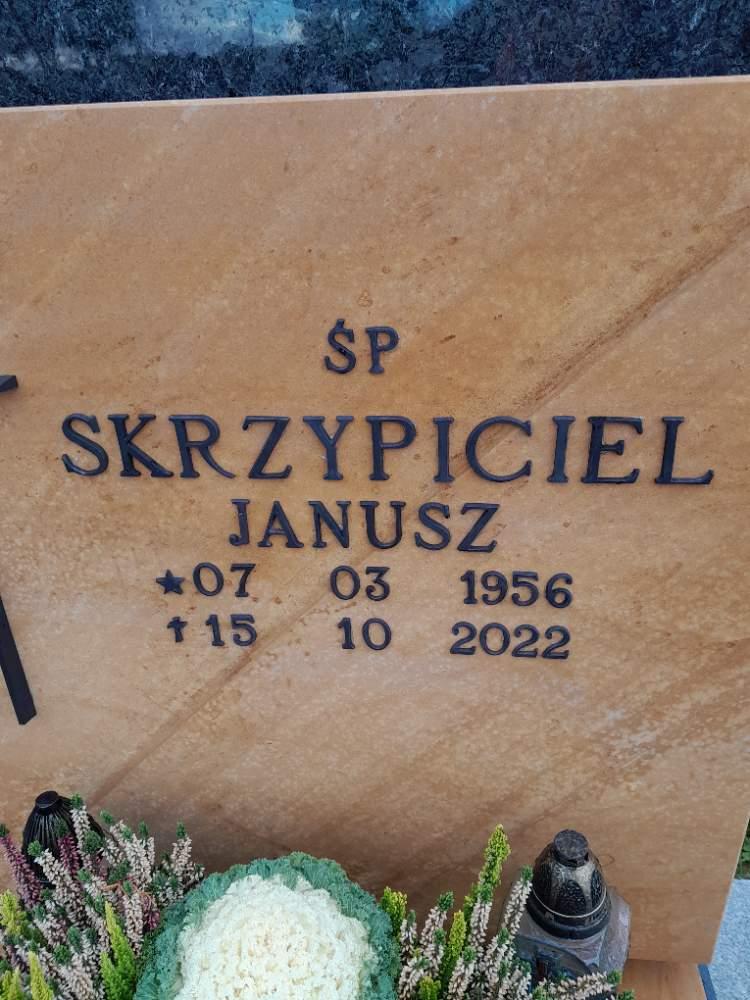 ŚP
SKRZYPICIEL
JANUSZ
★07 03 1956
✝15 10 2022